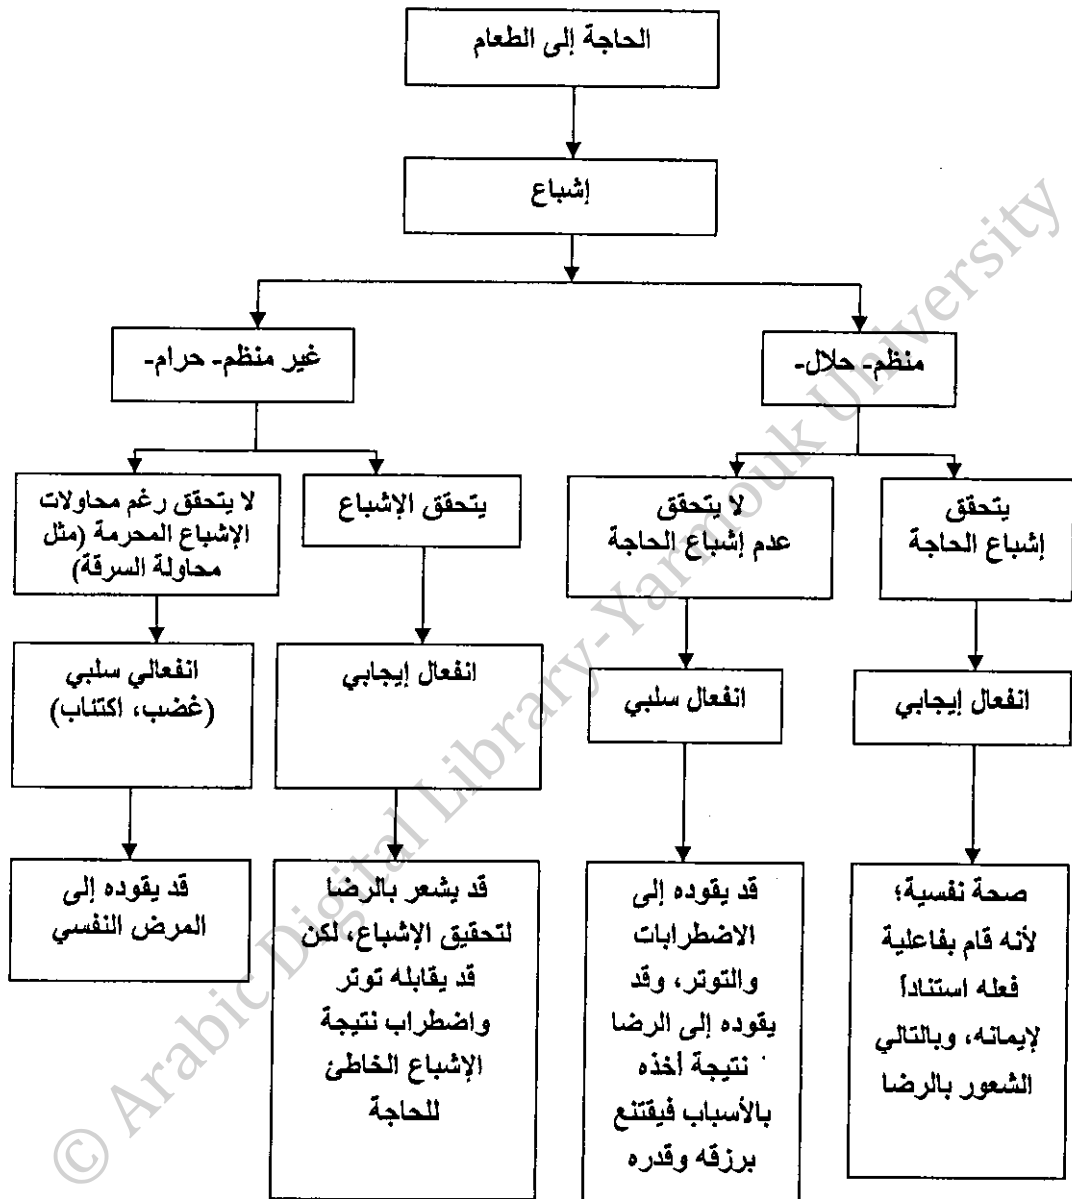 الحاجة إلى الطعام
إشباع
منظم- حلال-
غير منظم- حرام-
يتحقق
إشباع الحاجة
لا يتحقق
عدم إشباع الحاجة
يتحقق الإشباع
لا يتحقق رغم محاولات
الإشباع المحرمة (مثل
محاولة السرقة)
انفعال إيجابي
انفعال سلبي
انفعال إيجابي
انفعالي سلبي
(غضب، اكتئاب)
صحة نفسية؛
لأنه قام بفاعلية
فعله استناداً
لإيمانه، وبالتالي
الشعور بالرضا
قد يقوده إلى
الاضطرابات
والتوتر، وقد
يقوده إلى الرضا
نتيجة أخذه
بالأسباب فيقتنع
برزقه وقدره
قد يشعر بالرضا
لتحقيق الإشباع، لكن
قد يقابله توتر
واضطراب نتيجة
الإشباع الخاطئ
للحاجة
قد يقوده إلى
المرض النفسي
© Arabic Digital Library-Yarmouk University